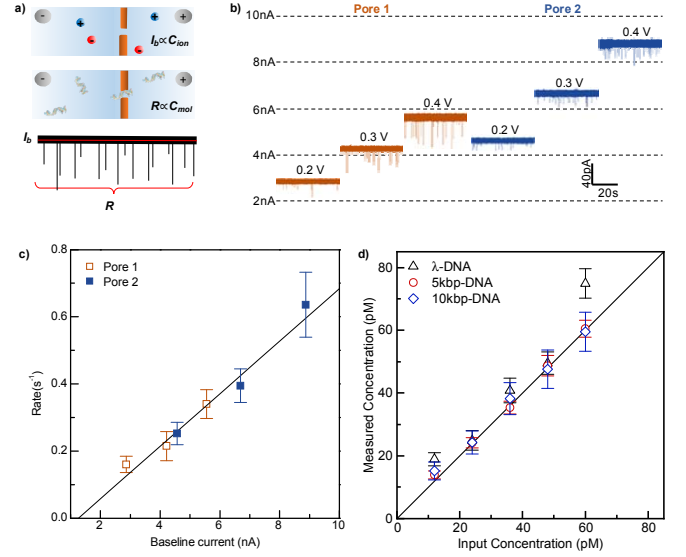 a)
- + +
- -
I_b∝C_ion
- +
R∝C_mol
I_b
R
b)
Pore 1 Pore 2
10nA
8nA
6nA
4nA
2nA
0.2 V
0.3 V
0.4 V
0.2 V
0.3 V
0.4 V
40pA
20s
c)
0.8
0.6
0.4
0.2
0.0
Rate(s⁻¹)
Pore 1
Pore 2
2 4 6 8 10
Baseline current (nA)
d)
80
60
40
20
0
Measured Concentration (pM)
λ-DNA
5kbp-DNA
10kbp-DNA
0 20 40 60 80
Input Concentration (pM)